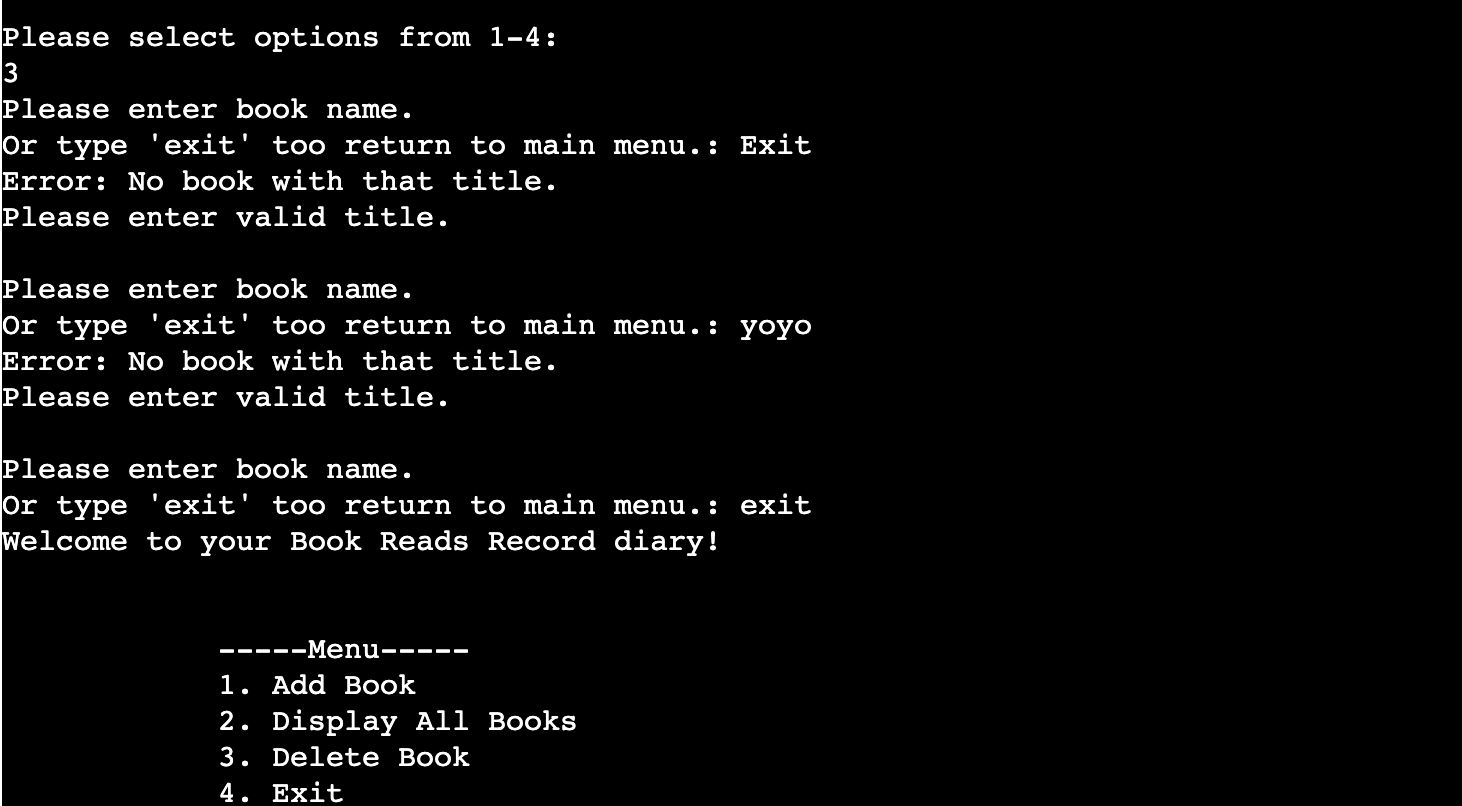 Please select options from 1-4:
3
Please enter book name.
Or type 'exit' too return to main menu.: Exit
Error: No book with that title.
Please enter valid title.
Please enter book name.
Or type 'exit' too return to main menu.: yoyo
Error: No book with that title.
Please enter valid title.
Please enter book name.
Or type 'exit' too return to main menu.: exit
Welcome to your Book Reads Record diary!
-----Menu-----
1. Add Book
2. Display All Books
3. Delete Book
4. Exit